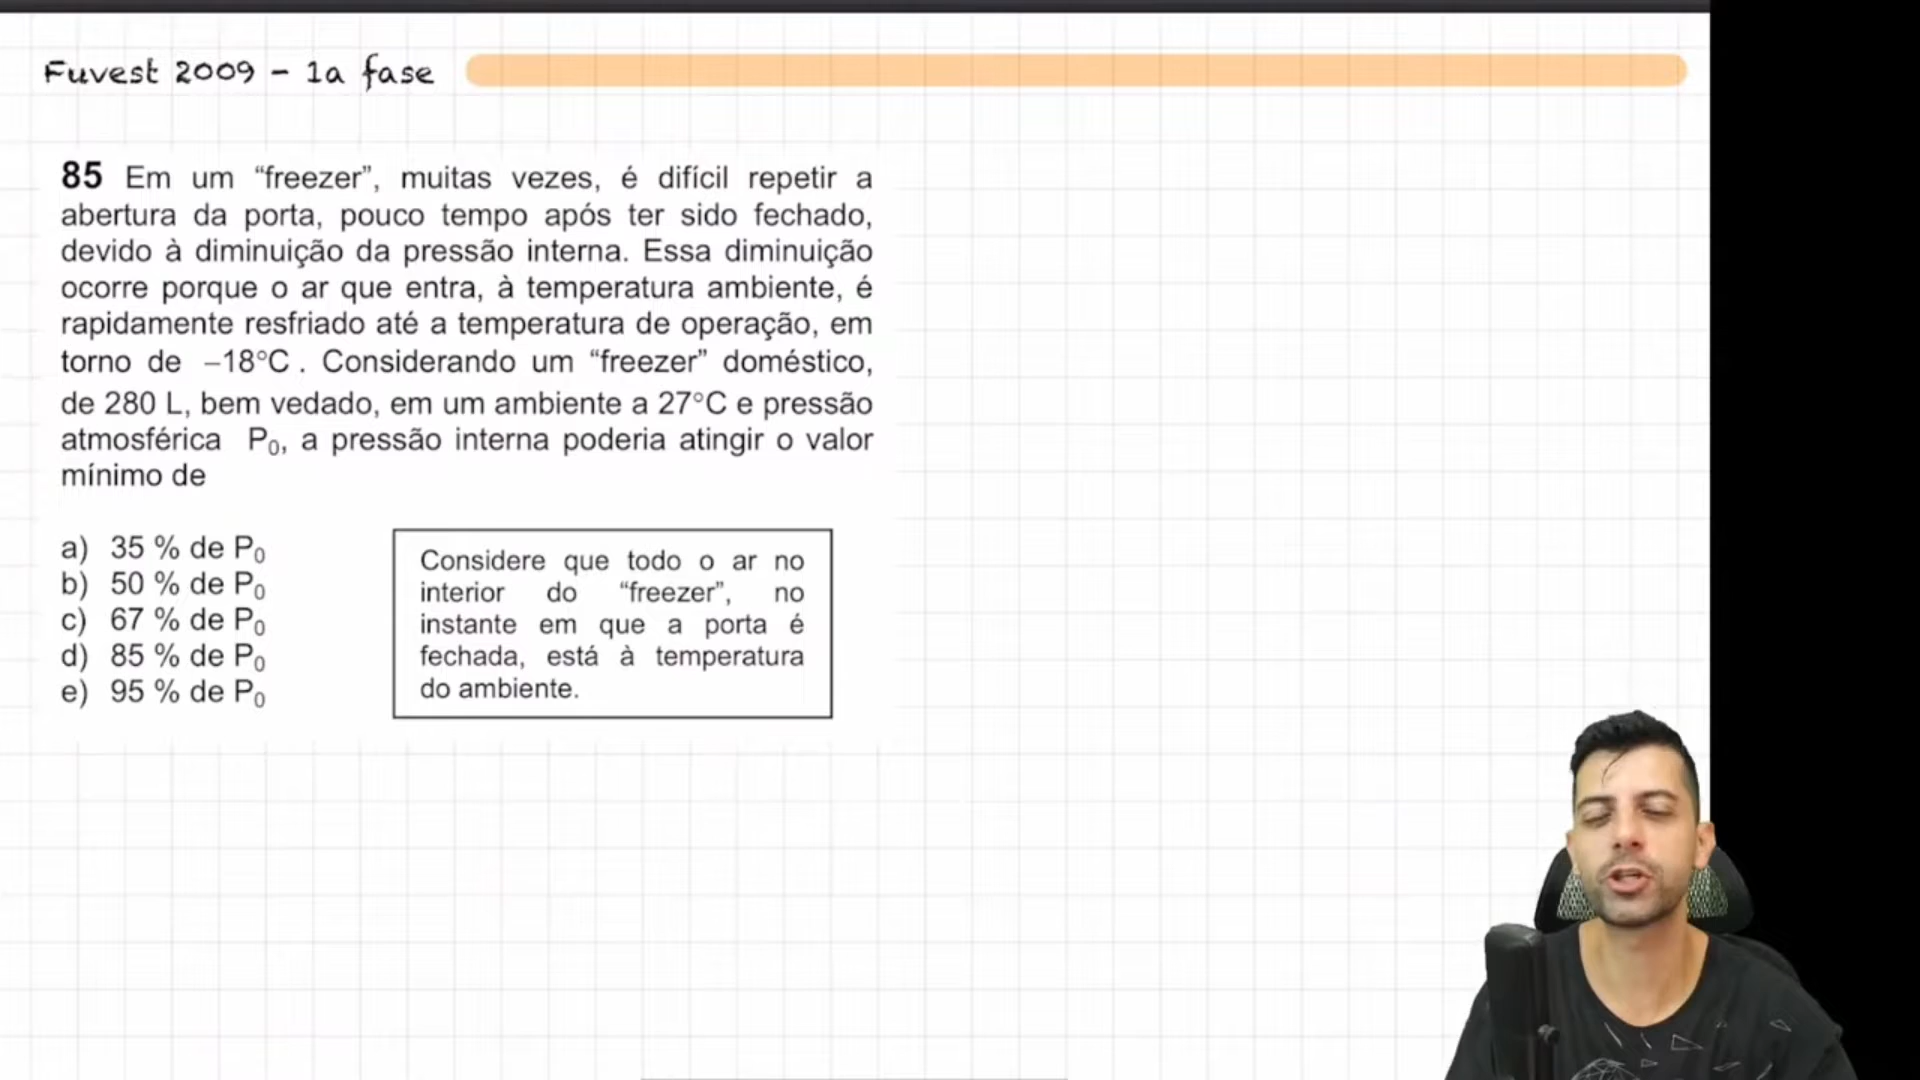 Fuvest 2009 - 1a fase
85 Em um “freezer”, muitas vezes, é difícil repetir a
abertura da porta, pouco tempo após ter sido fechado,
devido à diminuição da pressão interna. Essa diminuição
ocorre porque o ar que entra, à temperatura ambiente, é
rapidamente resfriado até a temperatura de operação, em
torno de –18°C . Considerando um “freezer” doméstico,
de 280 L, bem vedado, em um ambiente a 27°C e pressão
atmosférica P₀, a pressão interna poderia atingir o valor
mínimo de
a) 35 % de P₀
b) 50 % de P₀
c) 67 % de P₀
d) 85 % de P₀
e) 95 % de P₀
Considere que todo o ar no
interior do “freezer”, no
instante em que a porta é
fechada, está à temperatura
do ambiente.